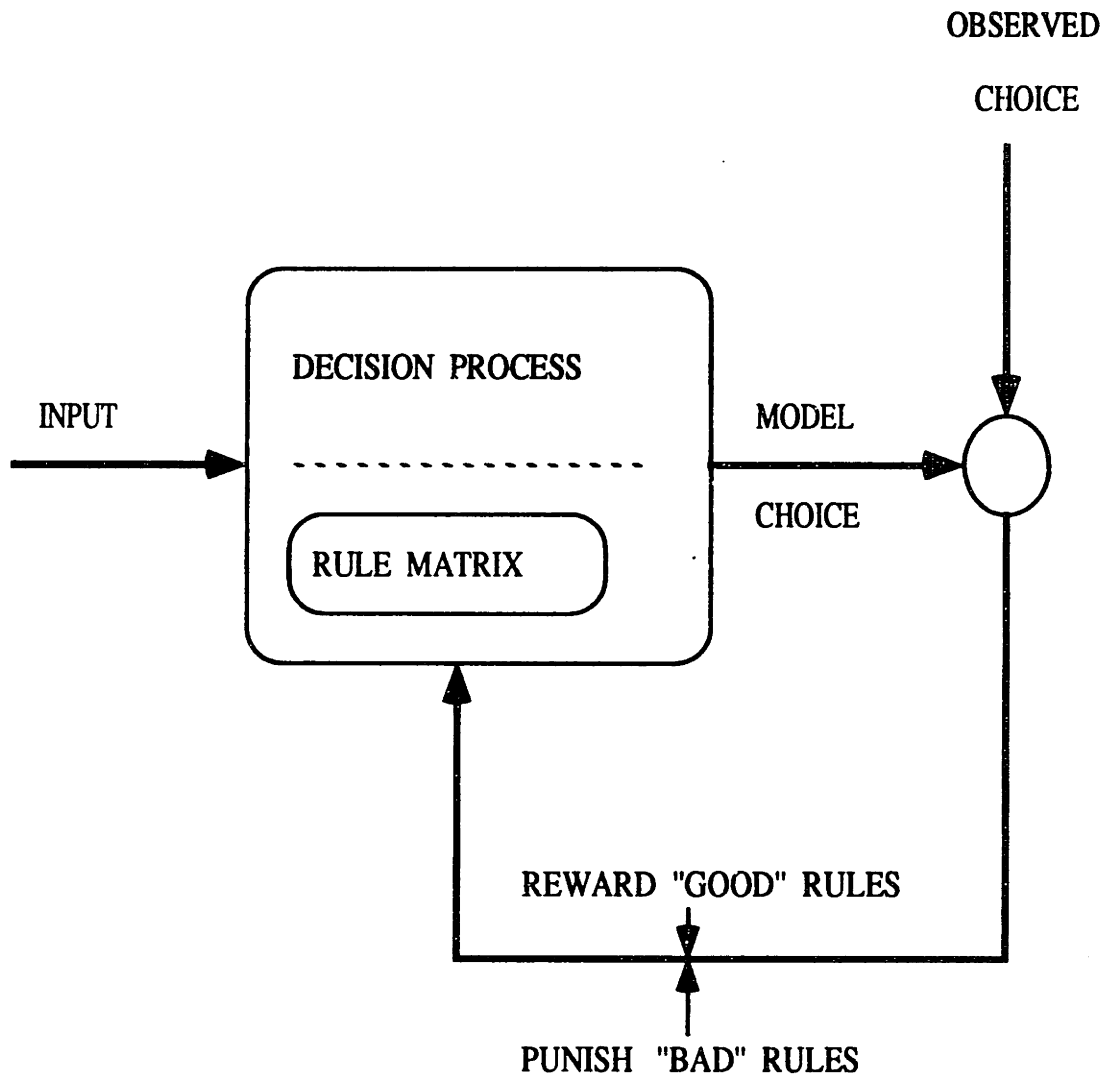 OBSERVED
CHOICE
DECISION PROCESS
INPUT
MODEL
CHOICE
RULE MATRIX
REWARD "GOOD" RULES
PUNISH "BAD" RULES